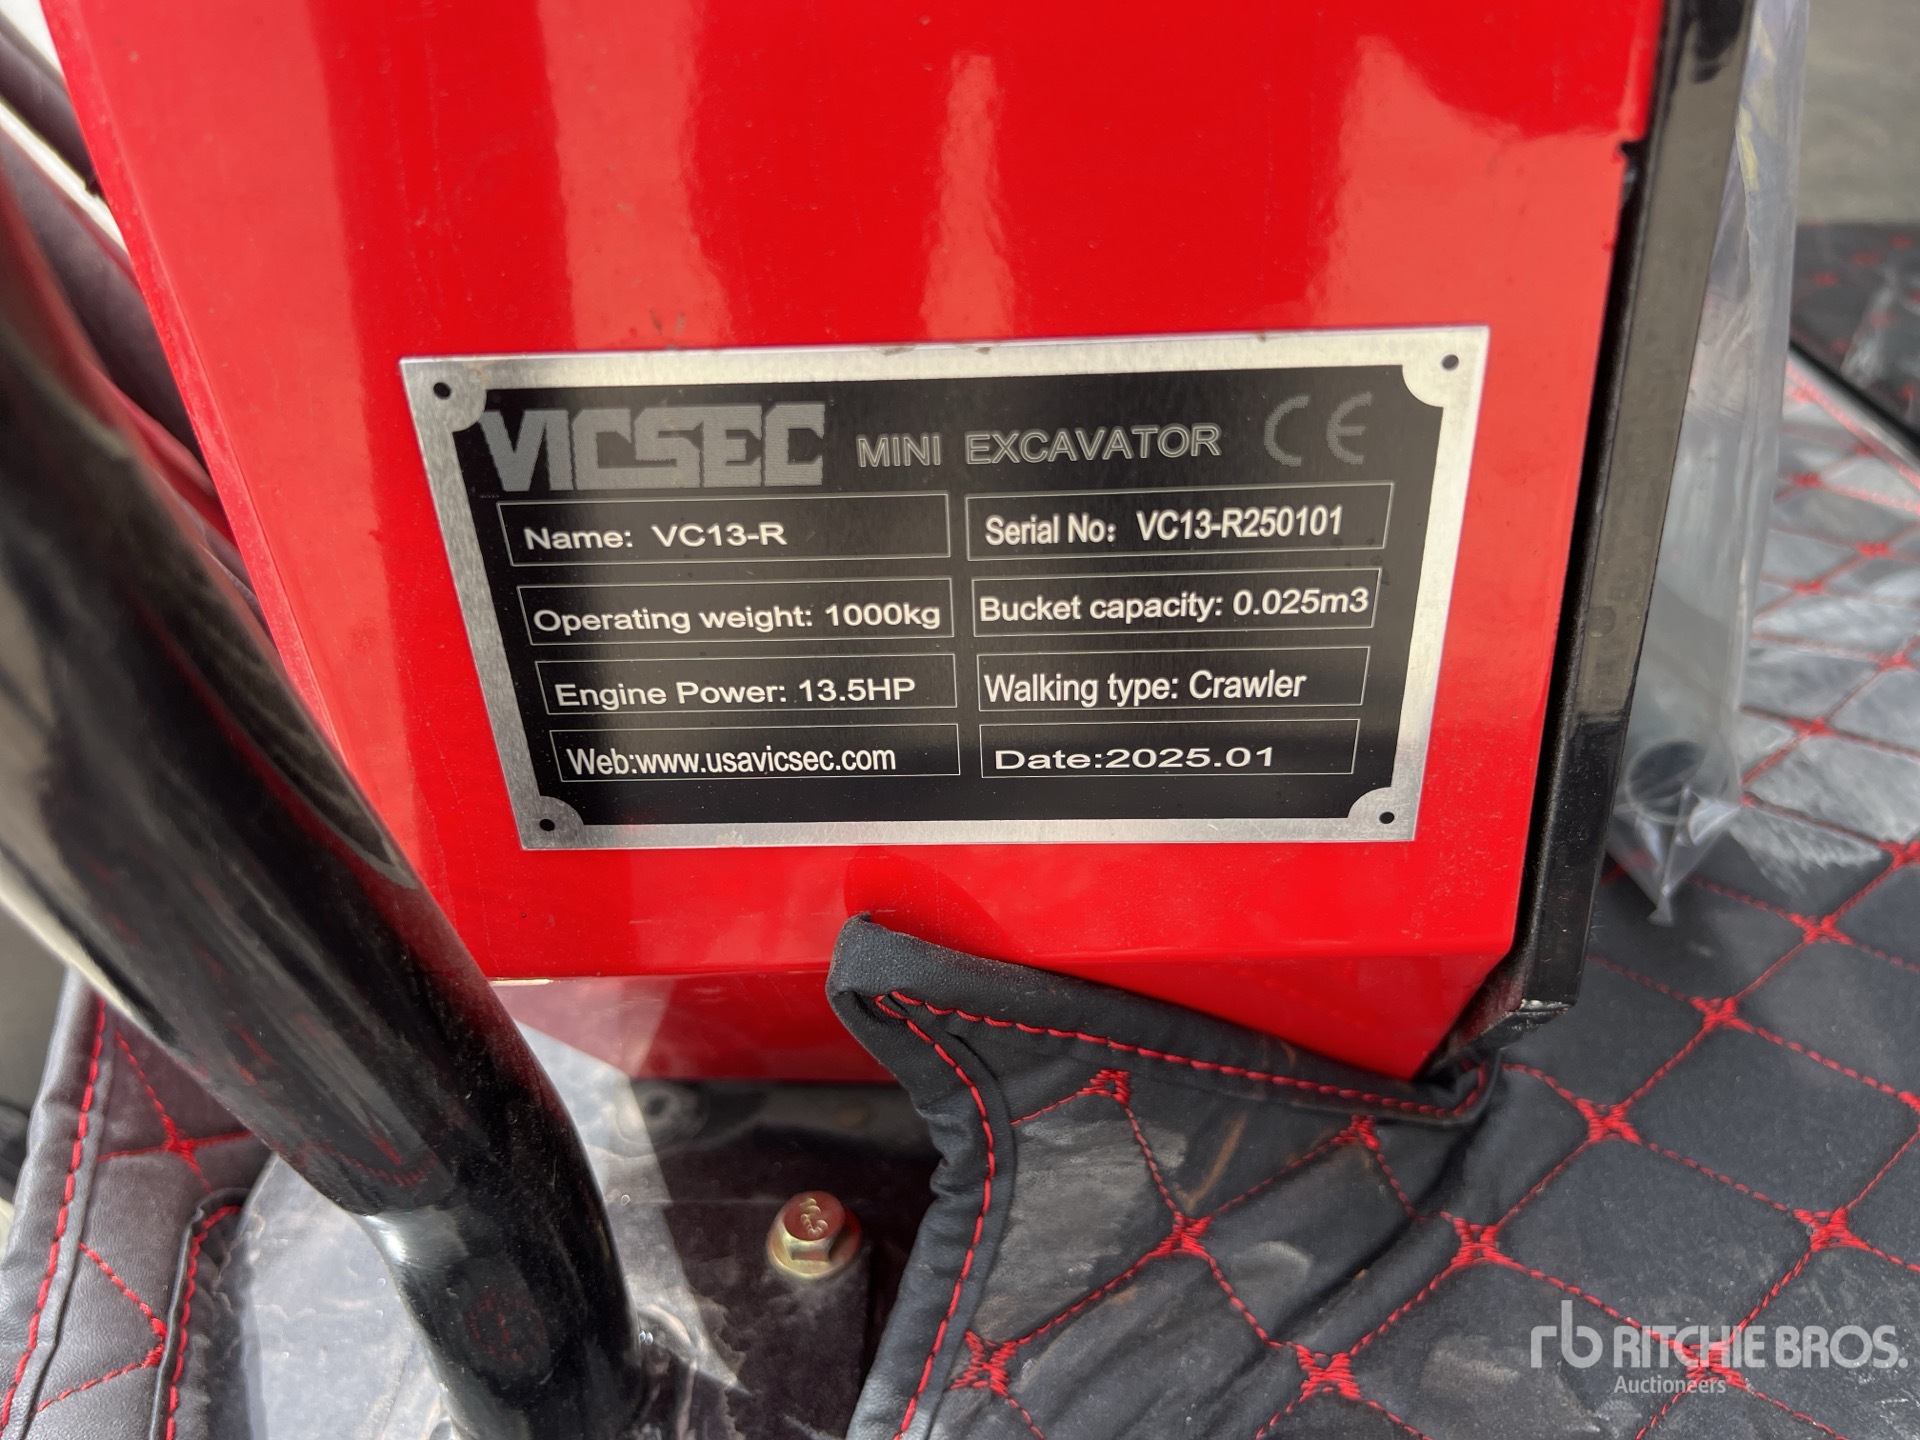 VICSEC MINI EXCAVATOR CE
Name: VC13-R
Serial No: VC13-R250101
Operating weight: 1000kg
Bucket capacity: 0.025m3
Engine Power: 13.5HP
Walking type: Crawler
Web:www.usavicsec.com
Date:2025.01
rb RITCHIE BROS.
Auctioneers